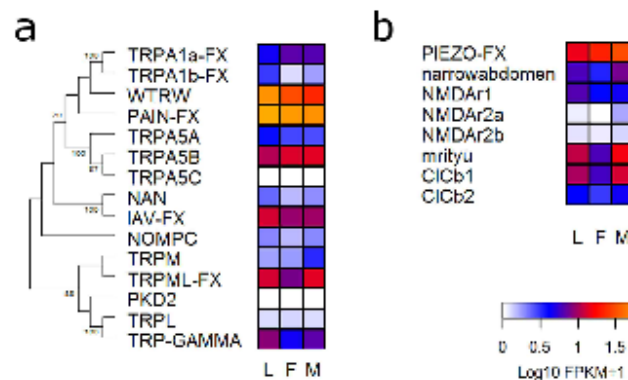 a
TRPA1a-FX
TRPA1b-FX
WTRW
PAIN-FX
TRPA5A
TRPA5B
TRPA5C
NAN
IAV-FX
NOMPC
TRPM
TRPML-FX
PKD2
TRPL
TRP-GAMMA
L F M
100
b
PIEZO-FX
narrowabdomen
NMDAr1
NMDAr2a
NMDAr2b
mrityu
ClCb1
ClCb2
L F M
0 0.5 1 1.5
Log10 FPKM+1